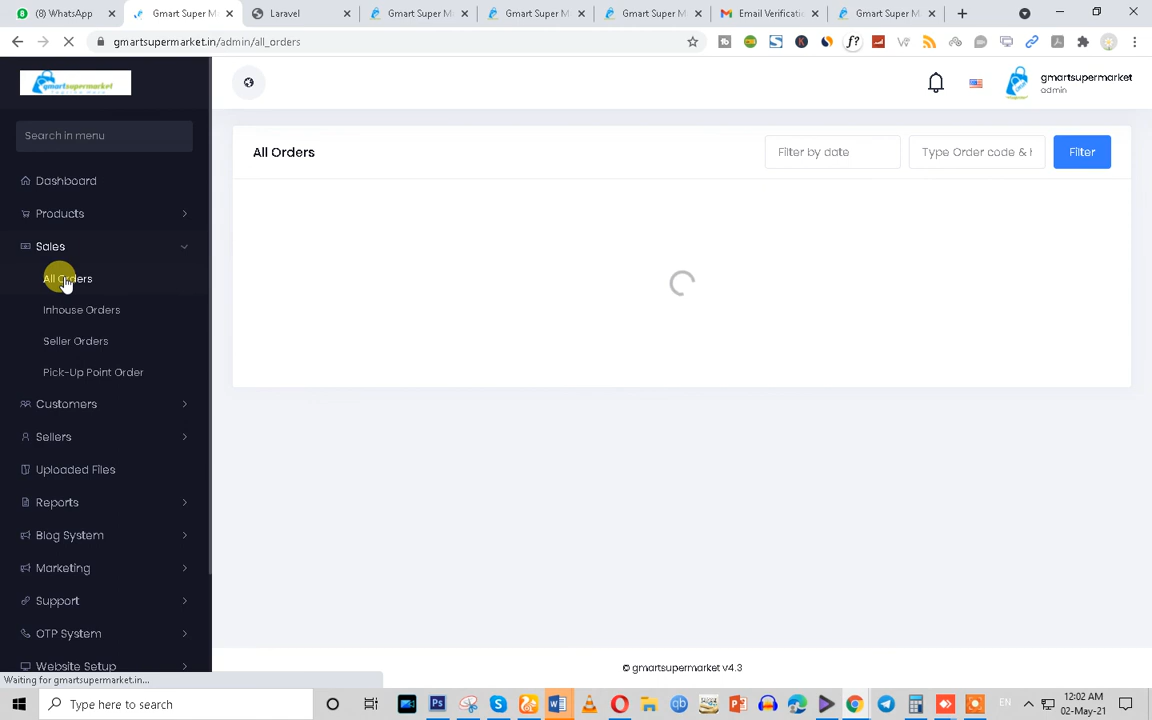 (8) WhatsApp
Gmart Super M
Laravel
Gmart Super M
Gmart Super M
Gmart Super M
Email Verificati
Gmart Super M
gmartsupermarket.in/admin/all_orders
gmartsupermarket
gmartsupermarket
admin
Search in menu
All Orders
Filter by date
Type Order code & h
Filter
Dashboard
Products
Sales
All Orders
Inhouse Orders
Seller Orders
Pick-Up Point Order
Customers
Sellers
Uploaded Files
Reports
Blog System
Marketing
Support
OTP System
Website Setup
© gmartsupermarket v4.3
Waiting for gmartsupermarket.in...
Type here to search
EN
12:02 AM
02-May-21